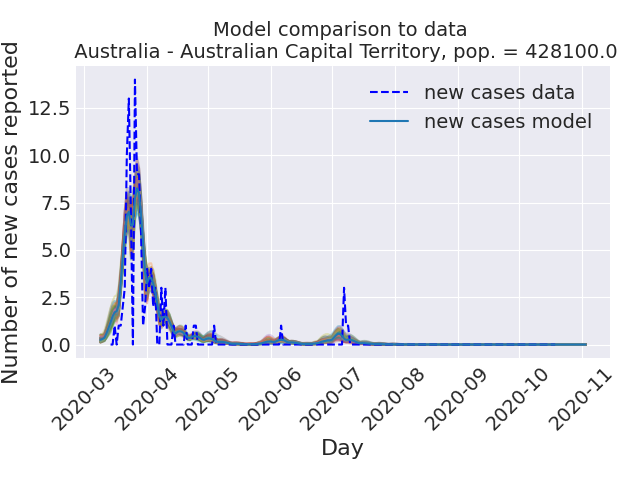 Model comparison to data
Australia - Australian Capital Territory, pop. = 428100.0
Number of new cases reported
12.5
10.0
7.5
5.0
2.5
0.0
new cases data
new cases model
2020-03
2020-04
2020-05
2020-06
2020-07
2020-08
2020-09
2020-10
2020-11
Day